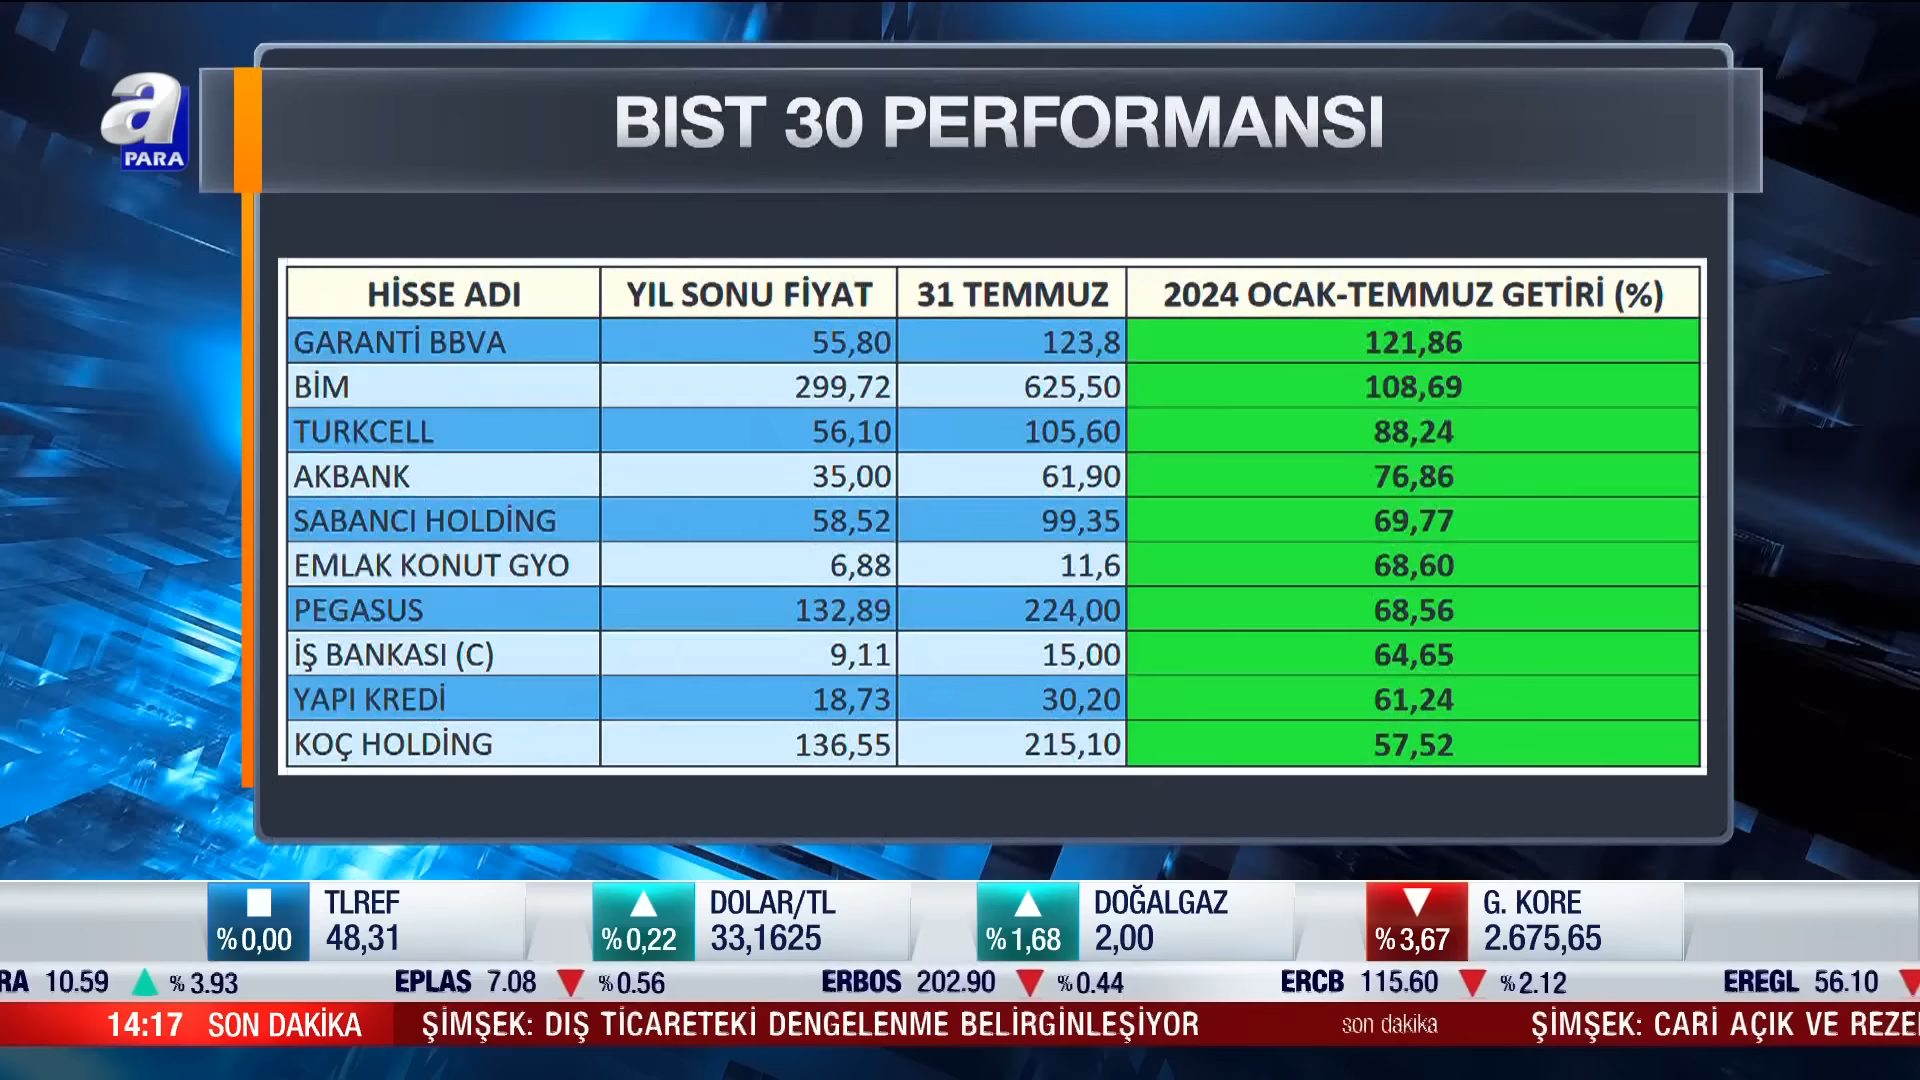 a
PARA
BIST 30 PERFORMANSI
HİSSE ADI YIL SONU FİYAT 31 TEMMUZ 2024 OCAK-TEMMUZ GETİRİ (%)
GARANTİ BBVA 55,80 123,8 121,86
BİM 299,72 625,50 108,69
TURKCELL 56,10 105,60 88,24
AKBANK 35,00 61,90 76,86
SABANCI HOLDİNG 58,52 99,35 69,77
EMLAK KONUT GYO 6,88 11,6 68,60
PEGASUS 132,89 224,00 68,56
İŞ BANKASI (C) 9,11 15,00 64,65
YAPI KREDİ 18,73 30,20 61,24
KOÇ HOLDİNG 136,55 215,10 57,52
TLREF DOLAR/TL DOĞALGAZ G. KORE
%0,00 48,31 %0,22 33,1625 %1,68 2,00 %3,67 2.675,65
RA 10.59 %3.93 EPLAS 7.08 %0.56 ERBOS 202.90 %0.44 ERCB 115.60 %2.12 EREGL 56.10
14:17 SON DAKİKA ŞİMŞEK: DIŞ TİCARETEKİ DENGELENME BELİRGİNLEŞİYOR son dakika ŞİMŞEK: CARİ AÇIK VE REZE